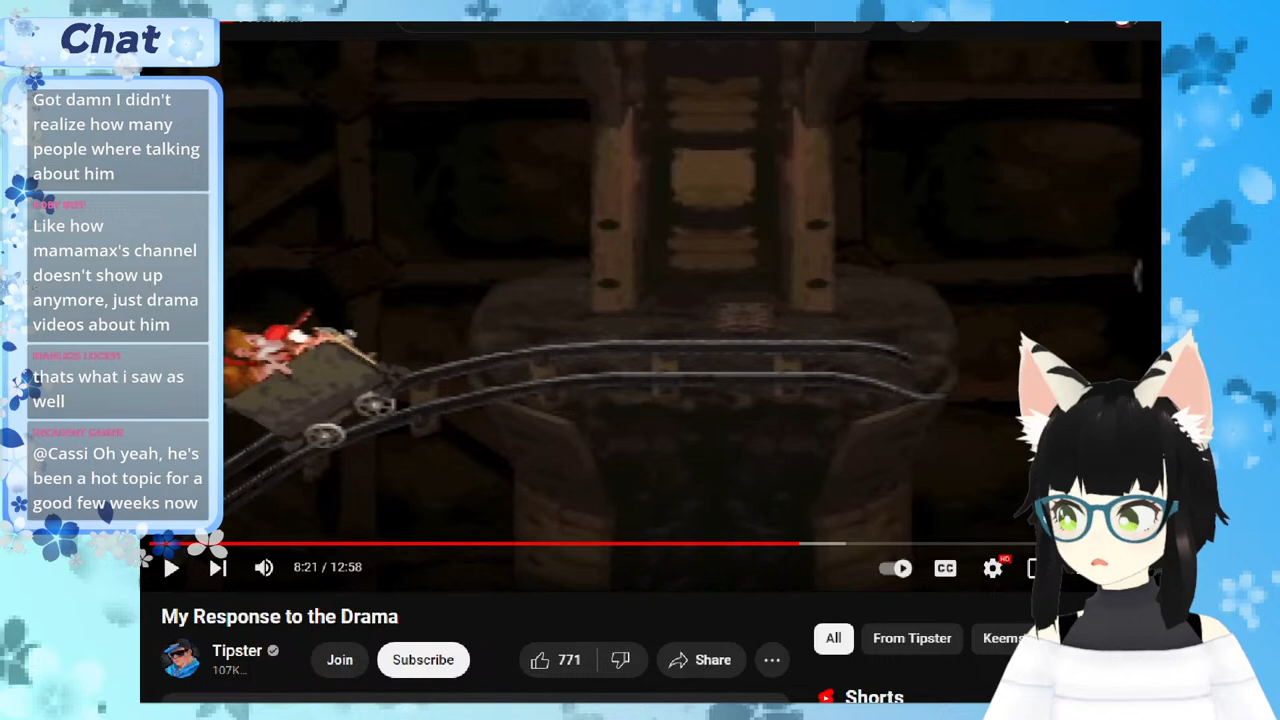 Chat
Got damn I didn't
realize how many
people where talking
about him
Like how
mamamax's channel
doesn't show up
anymore, just drama
videos about him
thats what i saw as
well
@Cassi Oh yeah, he's
been a hot topic for a
good few weeks now
8:21 / 12:58
CC
HD
My Response to the Drama
Tipster
107K...
Join
Subscribe
771
Share
All
From Tipster
Keems
Shorts